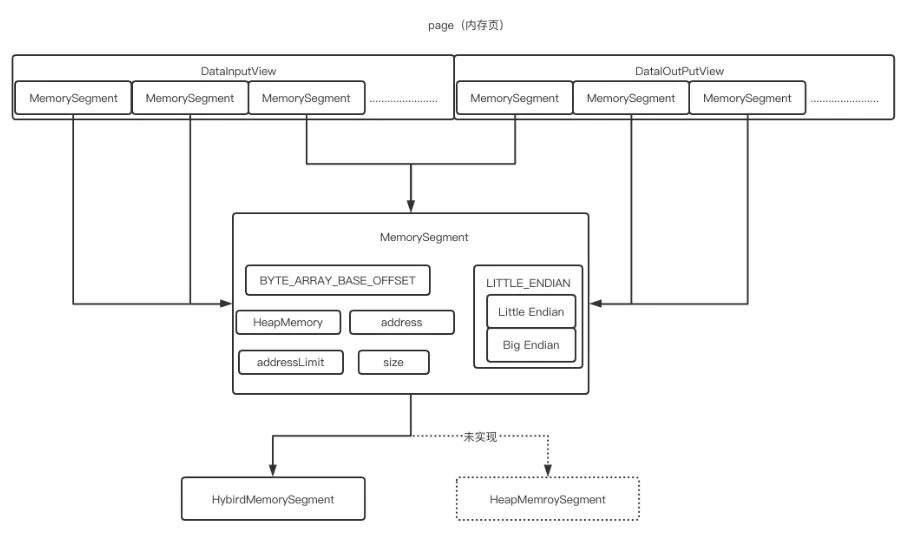 page（内存页）
DataInputView
DataIOutPutView
MemorySegment MemorySegment MemorySegment ........................
MemorySegment MemorySegment MemorySegment ........................
MemorySegment
BYTE_ARRAY_BASE_OFFSET
LITTLE_ENDIAN
Little Endian
HeapMemory
address
Big Endian
addressLimit
size
未实现
HybirdMemorySegment
HeapMemroySegment